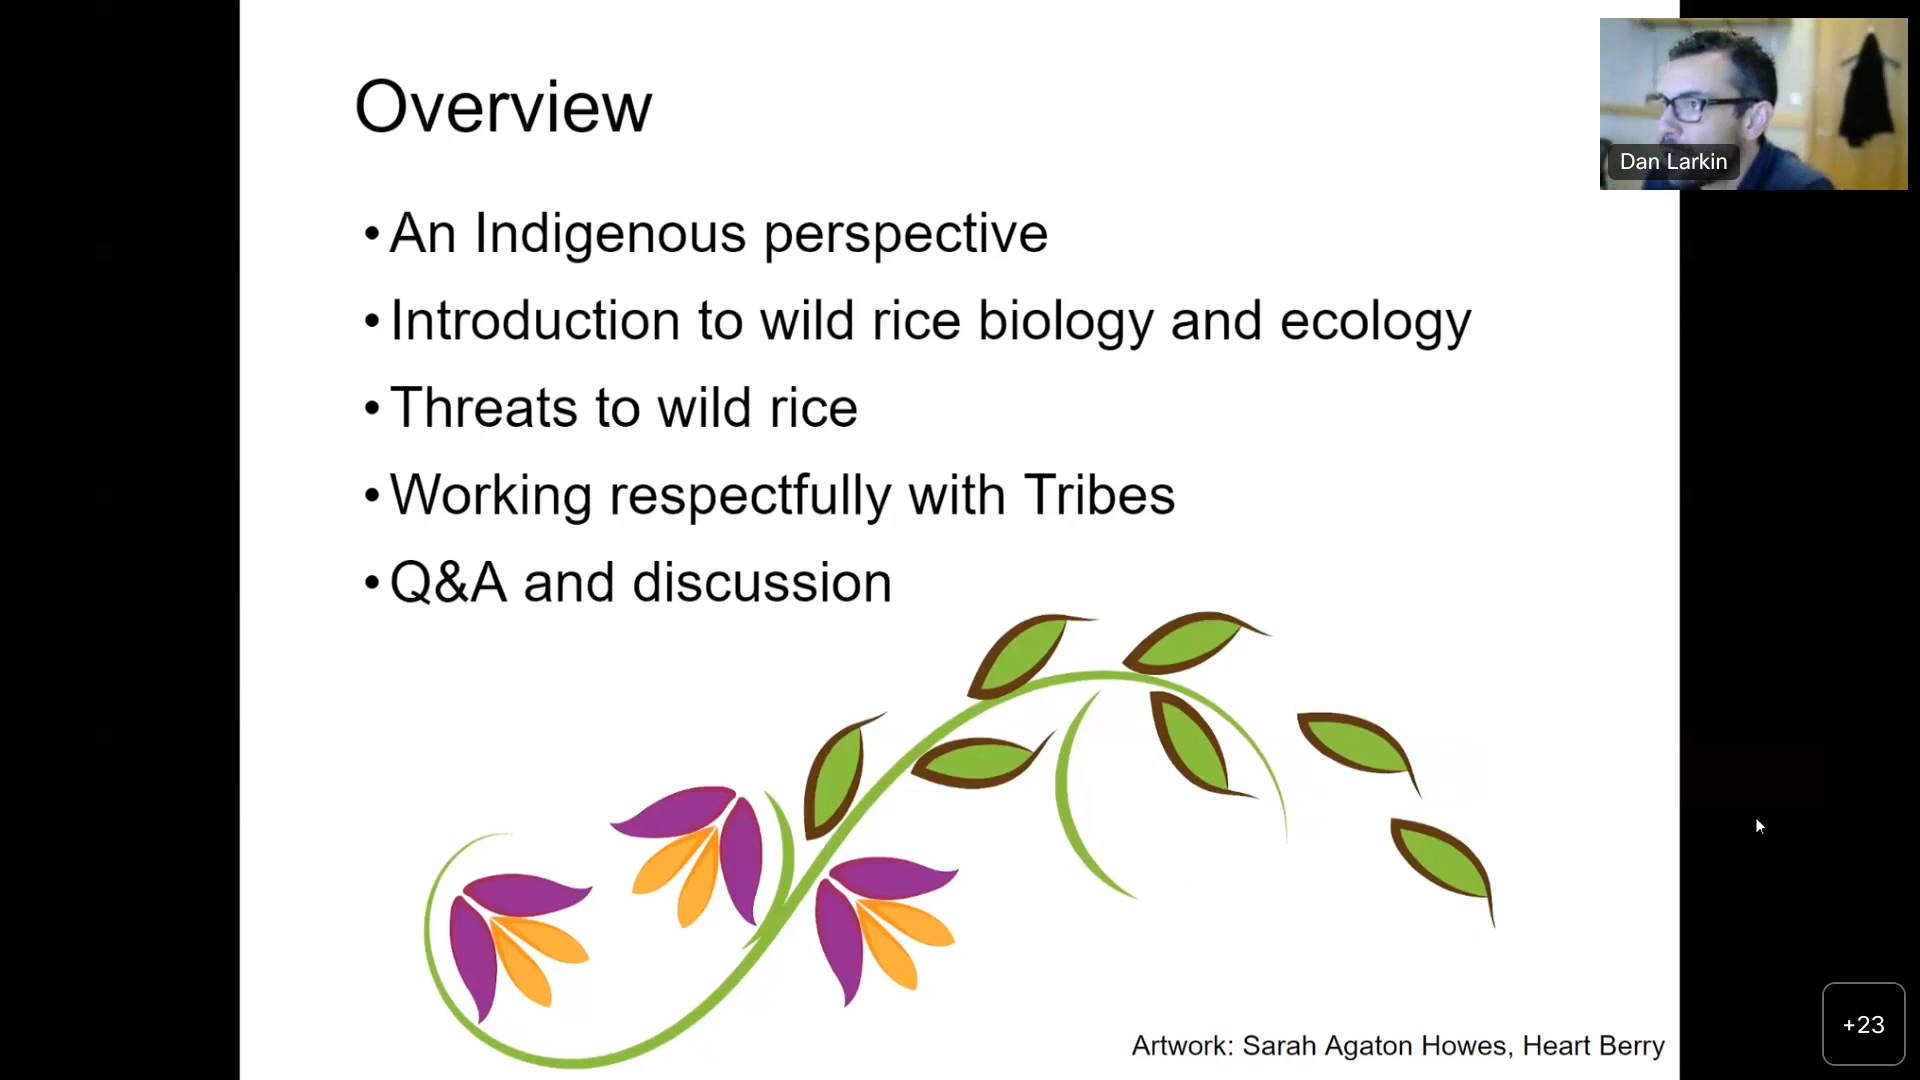 Overview
Dan Larkin
• An Indigenous perspective
• Introduction to wild rice biology and ecology
• Threats to wild rice
• Working respectfully with Tribes
• Q&A and discussion
+23
Artwork: Sarah Agaton Howes, Heart Berry